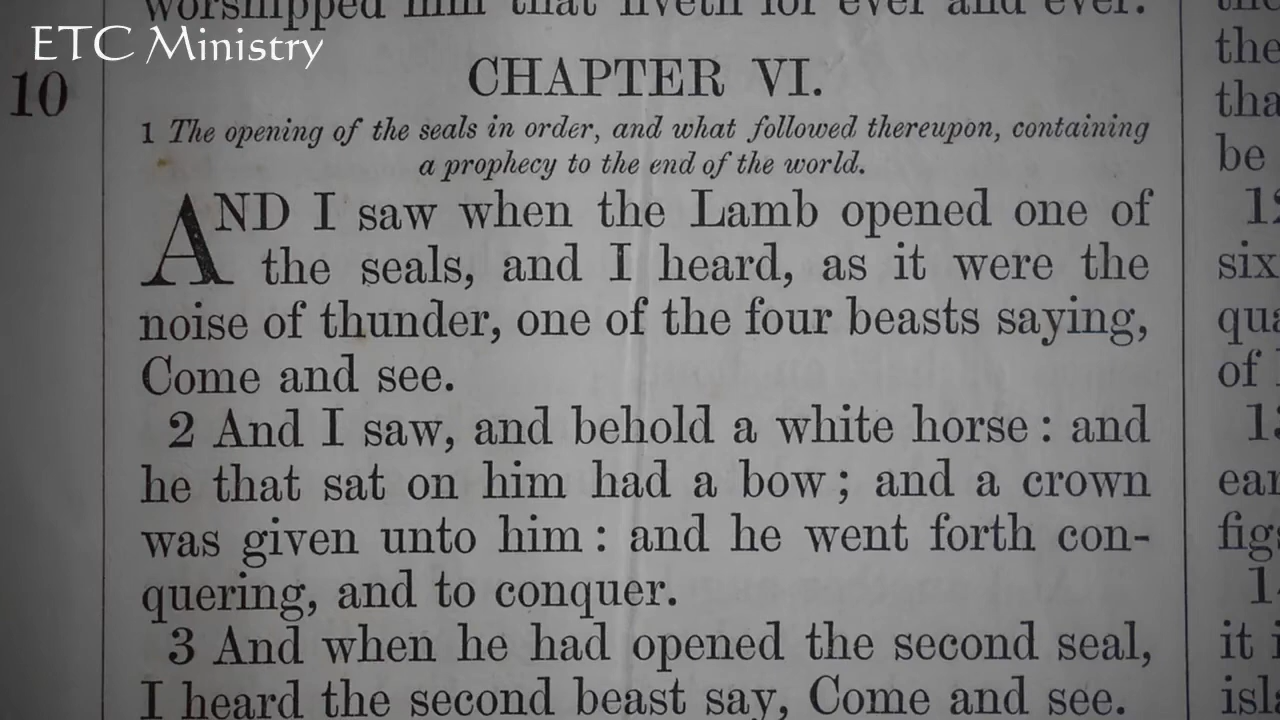 worshipped him that liveth for ever and ever.
ETC Ministry
10
CHAPTER VI.
1 The opening of the seals in order, and what followed thereupon, containing
a prophecy to the end of the world.
AND I saw when the Lamb opened one of
the seals, and I heard, as it were the
noise of thunder, one of the four beasts saying,
Come and see.
2 And I saw, and behold a white horse : and
he that sat on him had a bow ; and a crown
was given unto him : and he went forth con-
quering, and to conquer.
3 And when he had opened the second seal,
I heard the second beast say, Come and see.
the
be
of
it